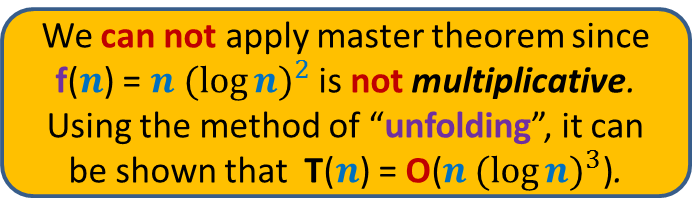 We can not apply master theorem since
f(n) = n (log n)² is not multiplicative.
Using the method of “unfolding”, it can
be shown that T(n) = O(n (log n)³).